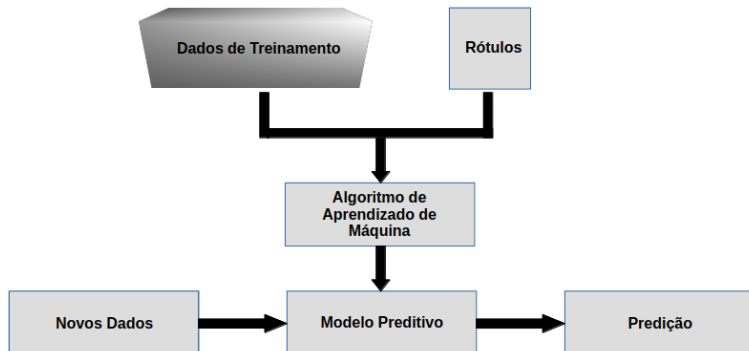 Dados de Treinamento
Rótulos
Algoritmo de
Aprendizado de
Máquina
Novos Dados
Modelo Preditivo
Predição